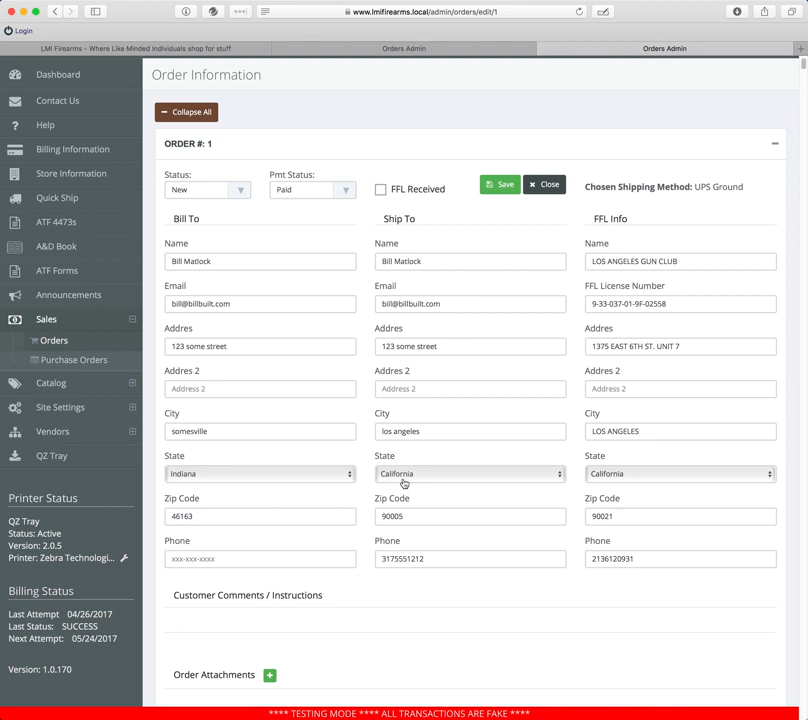 www.lmifirearms.local/admin/orders/edit/1
Login
LMI Firearms - Where Like Minded Individuals shop for stuff
Orders Admin
Orders Admin
Dashboard
Contact Us
Help
Billing Information
Store Information
Quick Ship
ATF 4473s
A&D Book
ATF Forms
Announcements
Sales
Orders
Purchase Orders
Catalog
Site Settings
Vendors
QZ Tray
Printer Status
QZ Tray
Status: Active
Version: 2.0.5
Printer: Zebra Technologi...
Billing Status
Last Attempt 04/26/2017
Last Status: SUCCESS
Next Attempt: 05/24/2017
Version: 1.0.170
Order Information
Collapse All
ORDER #: 1
Status: Pmt Status:
New Paid FFL Received Save Close Chosen Shipping Method: UPS Ground
Bill To Ship To FFL Info
Name Name Name
Bill Matlock Bill Matlock LOS ANGELES GUN CLUB
Email Email FFL License Number
bill@billbuilt.com bill@billbuilt.com 9-33-037-01-9F-02558
Addres Addres Addres
123 some street 123 some street 1375 EAST 6TH ST. UNIT 7
Addres 2 Addres 2 Addres 2
Address 2 Address 2 Address 2
City City City
somesville los angeles LOS ANGELES
State State State
Indiana California California
Zip Code Zip Code Zip Code
46163 90005 90021
Phone Phone Phone
xxx-xxx-xxxx 3175551212 2136120931
Customer Comments / Instructions
Order Attachments
**** TESTING MODE **** ALL TRANSACTIONS ARE FAKE ****